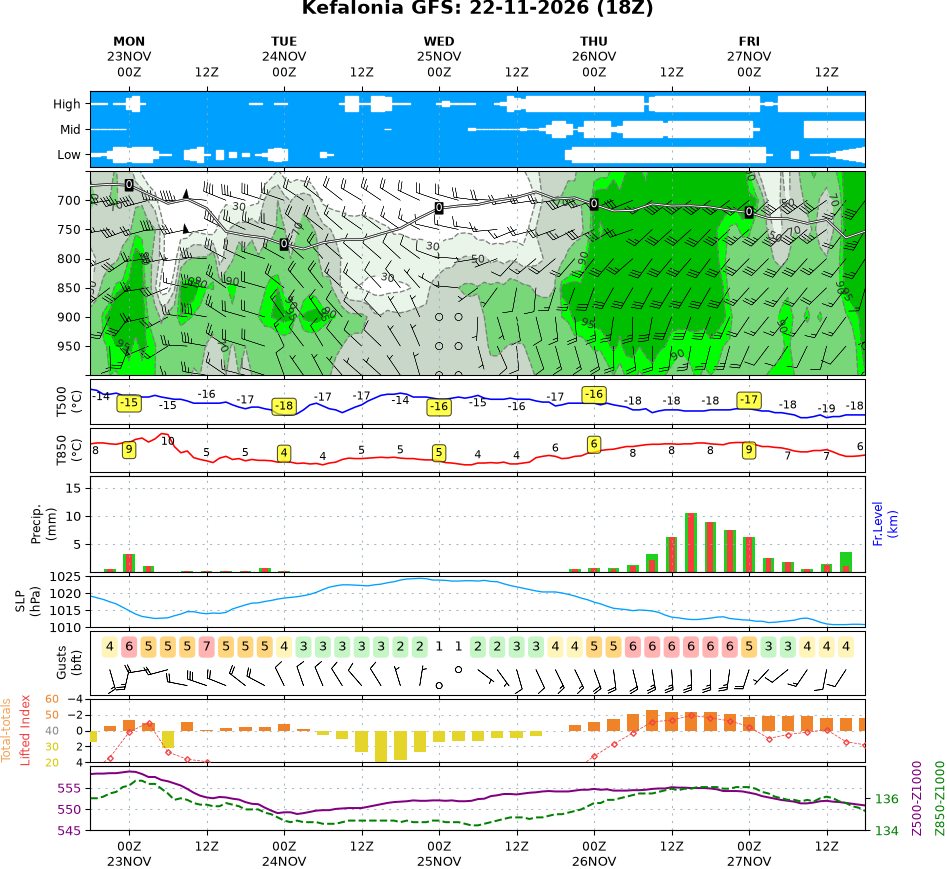 Kefalonia GFS: 22-11-2026 (18Z)
MON TUE WED THU FRI
23NOV 24NOV 25NOV 26NOV 27NOV
00Z 12Z 00Z 12Z 00Z 12Z 00Z 12Z 00Z 12Z
High
Mid
Low
700
750
800
850
900
950
0 0 0 0 0
30
30
30
50
70
90
90
90
95
95
T500
(°C)
-14 -15 -15 -16 -17 -18 -17 -17 -14 -16 -15 -16 -17 -16 -18 -18 -18 -17 -18 -19 -18
T850
(°C)
8 9 10 5 5 4 4 5 5 5 4 4 6 6 8 8 8 9 7 7 6
Precip.
(mm)
15
10
5
Fr.Level
(km)
SLP
(hPa)
1025
1020
1015
1010
Gusts
(bft)
4 6 5 5 5 7 5 5 5 4 3 3 3 3 3 2 2 1 1 2 2 3 3 4 4 5 5 6 6 6 6 6 6 5 3 3 4 4 4
Total-totals
Lifted Index
60 −4
50 −2
40 0
30 2
20 4
555
550
545
136
134
Z500-Z1000
Z850-Z1000
00Z 12Z 00Z 12Z 00Z 12Z 00Z 12Z 00Z 12Z
23NOV 24NOV 25NOV 26NOV 27NOV